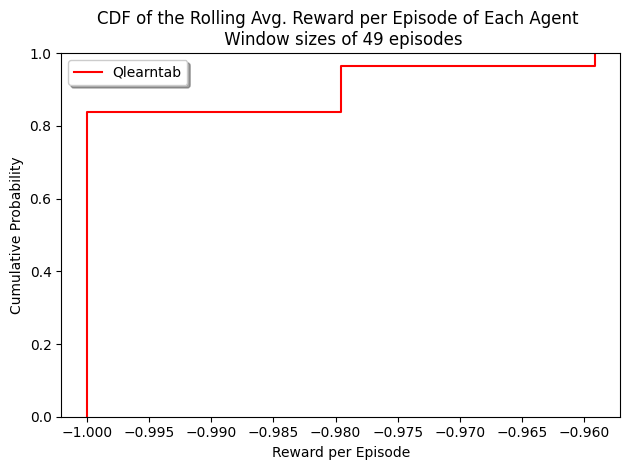 CDF of the Rolling Avg. Reward per Episode of Each Agent
Window sizes of 49 episodes
Qlearntab
Cumulative Probability
1.0
0.8
0.6
0.4
0.2
0.0
−1.000 −0.995 −0.990 −0.985 −0.980 −0.975 −0.970 −0.965 −0.960
Reward per Episode